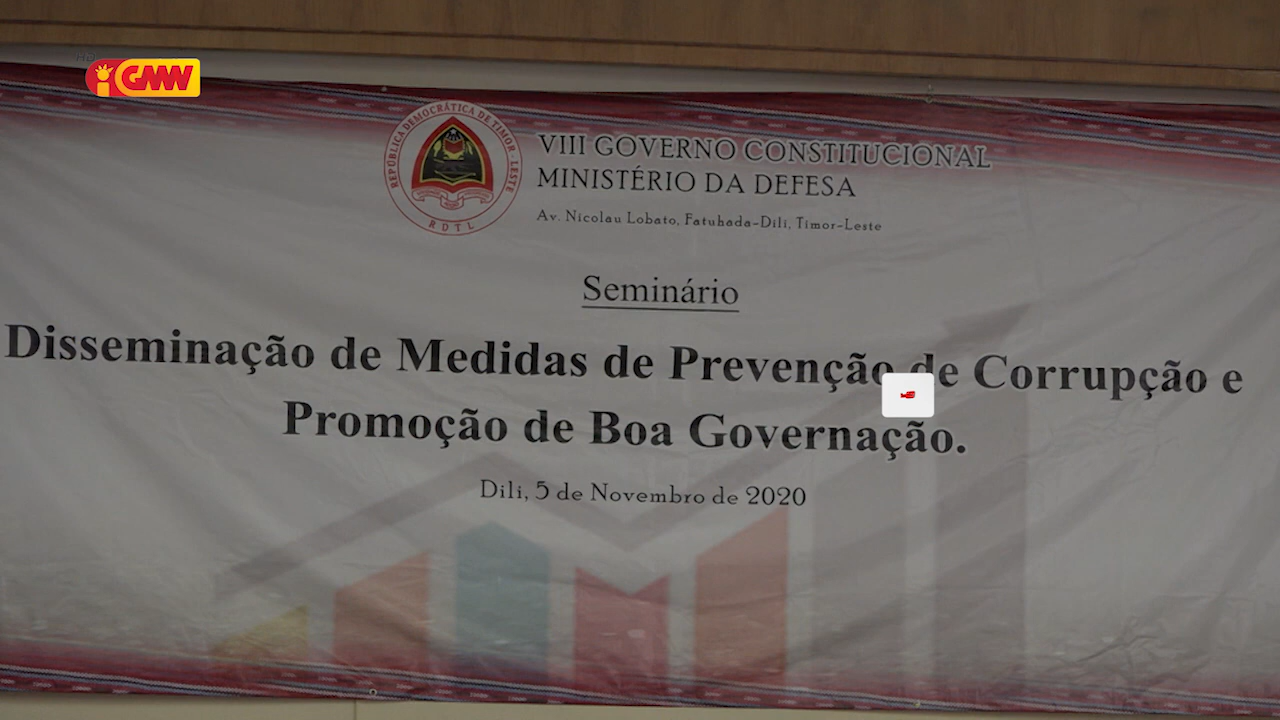 GMN
REPÚBLICA DEMOCRÁTICA DE TIMOR-LESTE
RDTL
VIII GOVERNO CONSTITUCIONAL
MINISTÉRIO DA DEFESA
Av. Nicolau Lobato, Fatuhada-Dili, Timor-Leste
Seminário
Disseminação de Medidas de Prevenção de Corrupção e
Promoção de Boa Governação.
Dili, 5 de Novembro de 2020